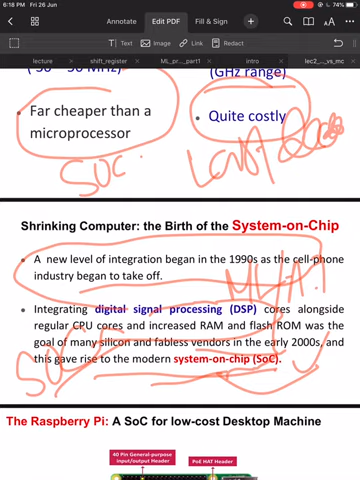 6:18 PM Fri 26 Jun
74%
Annotate
Edit PDF
Fill & Sign
Text
Image
Link
Redact
lecture
shift_register
ML_pr..._part1
intro
lec2_..._vs_mc
(GHz range)
• Far cheaper than a
microprocessor
• Quite costly
SOC
Shrinking Computer: the Birth of the System-on-Chip
• A new level of integration began in the 1990s as the cell-phone
industry began to take off.
• Integrating digital signal processing (DSP) cores alongside
regular CPU cores and increased RAM and flash ROM was the
goal of many silicon and fabless vendors in the early 2000s, and
this gave rise to the modern system-on-chip (SoC).
SOC
The Raspberry Pi: A SoC for low-cost Desktop Machine
40 Pin General-purpose
input/output Header
PoE HAT Header